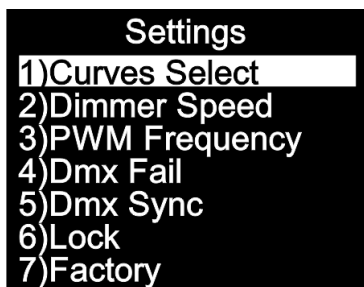 Settings
1)Curves Select
2)Dimmer Speed
3)PWM Frequency
4)Dmx Fail
5)Dmx Sync
6)Lock
7)Factory